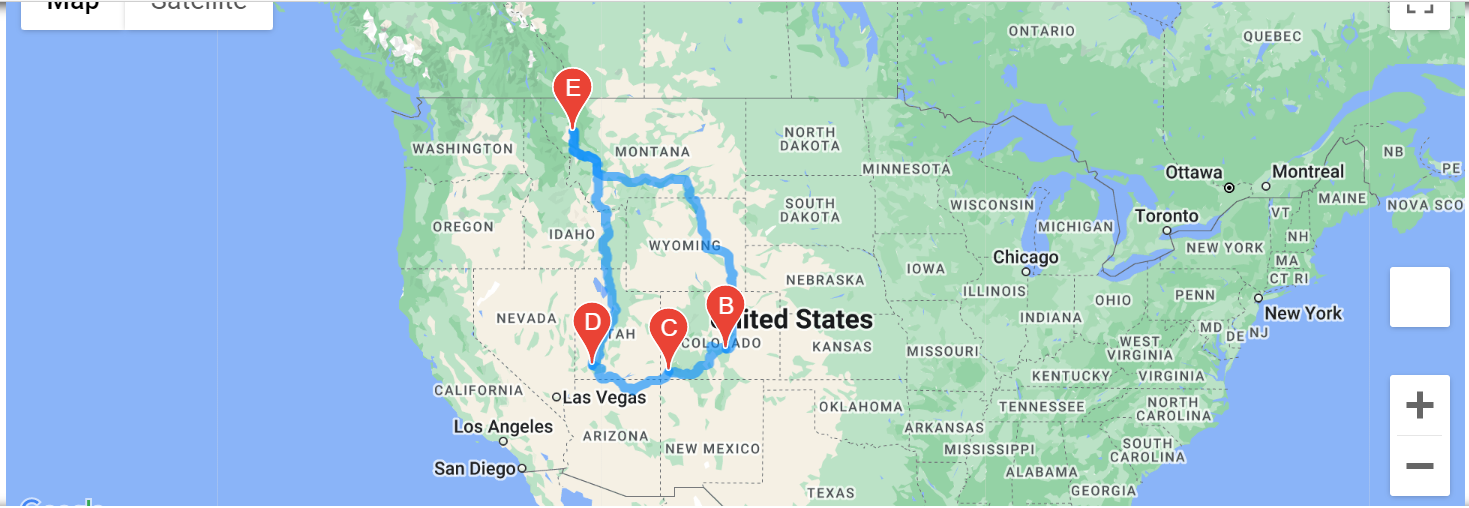 Map
Satellite
ONTARIO
QUEBEC
E
WASHINGTON
MONTANA
NORTH
DAKOTA
MINNESOTA
Ottawa
Montreal
NB
PE
MAINE
NOVA SCO
OREGON
IDAHO
SOUTH
DAKOTA
WISCONSIN
MICHIGAN
Toronto
VT
NH
NEW YORK
MA
CT RI
WYOMING
Chicago
IOWA
NEBRASKA
ILLINOIS
INDIANA
OHIO
PENN
New York
NEVADA
D
UTAH
C
B
United States
COLORADO
KANSAS
MISSOURI
WEST
VIRGINIA
MD
DE
NJ
KENTUCKY
VIRGINIA
CALIFORNIA
Las Vegas
Los Angeles
San Diego
ARIZONA
NEW MEXICO
OKLAHOMA
ARKANSAS
TENNESSEE
NORTH
CAROLINA
MISSISSIPPI
SOUTH
CAROLINA
ALABAMA
GEORGIA
TEXAS
Google